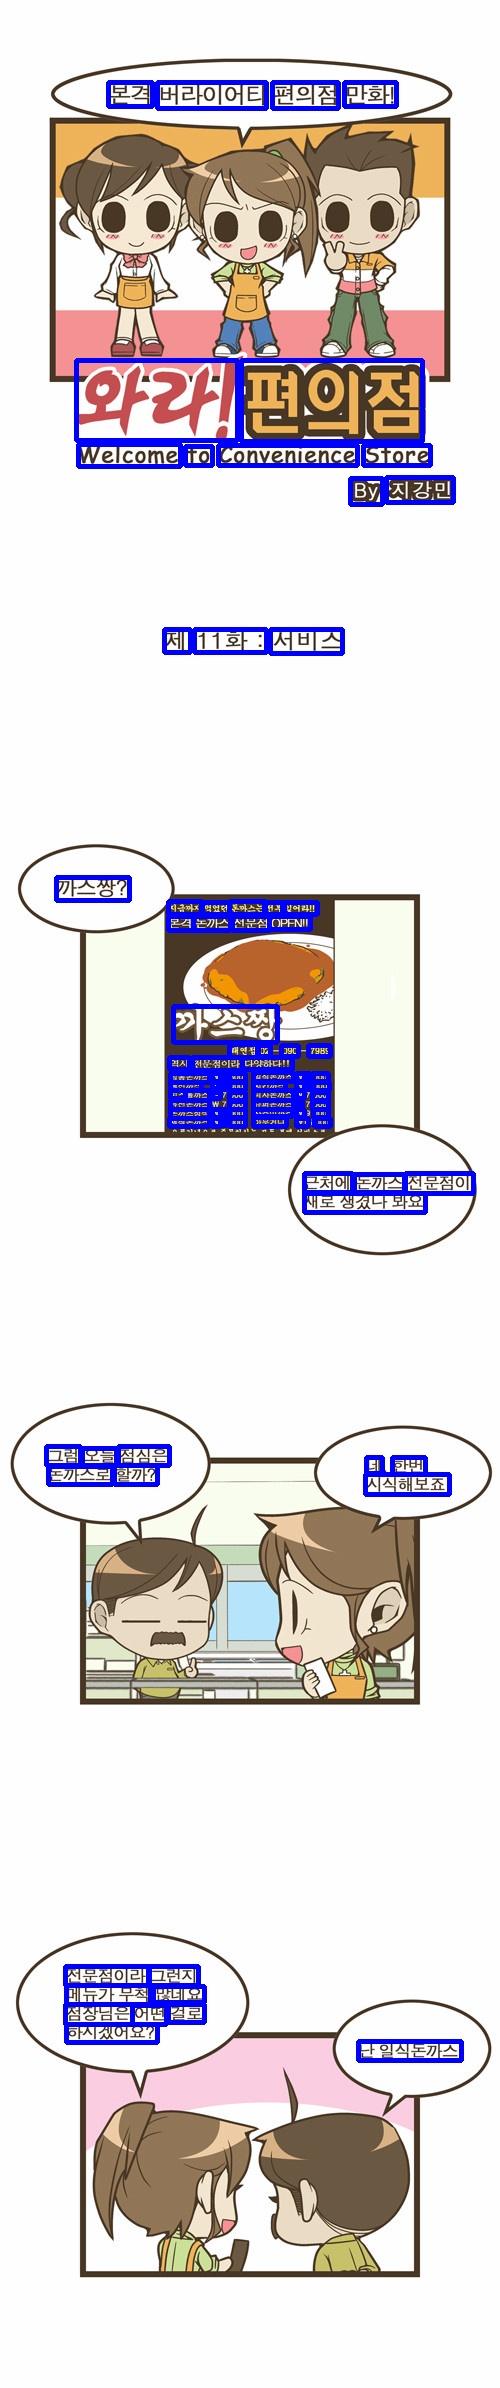 본격 버라이어티 편의점 만화!
와라! 편의점
Welcome to Convenience Store
By 지강민
제 11화 : 서비스
까스짱?
지금까지 먹었던 돈까스는 전부 잊어라!!
본격 돈까스 전문점 OPEN!!
까스짱
역시 전문점이라 다양하다!!
근처에 돈까스 전문점이
새로 생겼나 봐요
그럼 오늘 점심은
돈까스로 할까?
네 한번
시식해보죠
전문점이라 그런지
메뉴가 무척 많네요
점장님은 어떤 걸로
하시겠어요?
난 일식돈까스